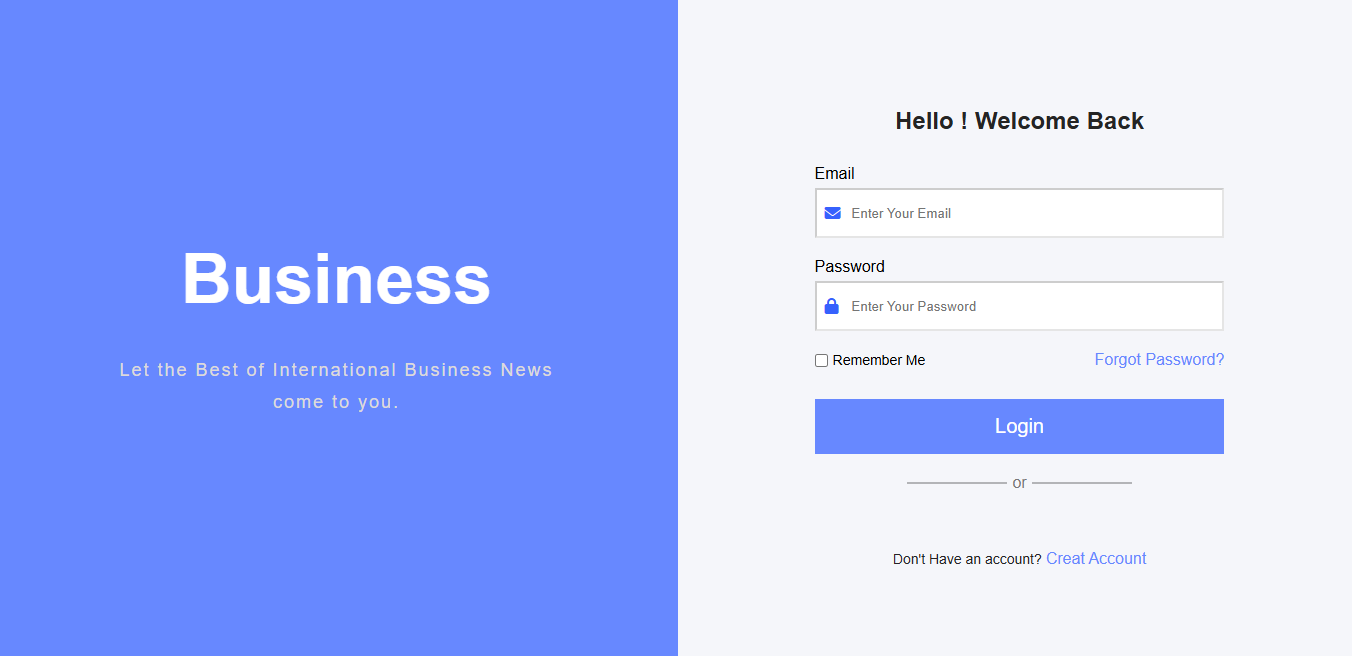 Business
Let the Best of International Business News
come to you.
Hello ! Welcome Back
Email
Enter Your Email
Password
Enter Your Password
Remember Me
Forgot Password?
Login
or
Don't Have an account? Creat Account